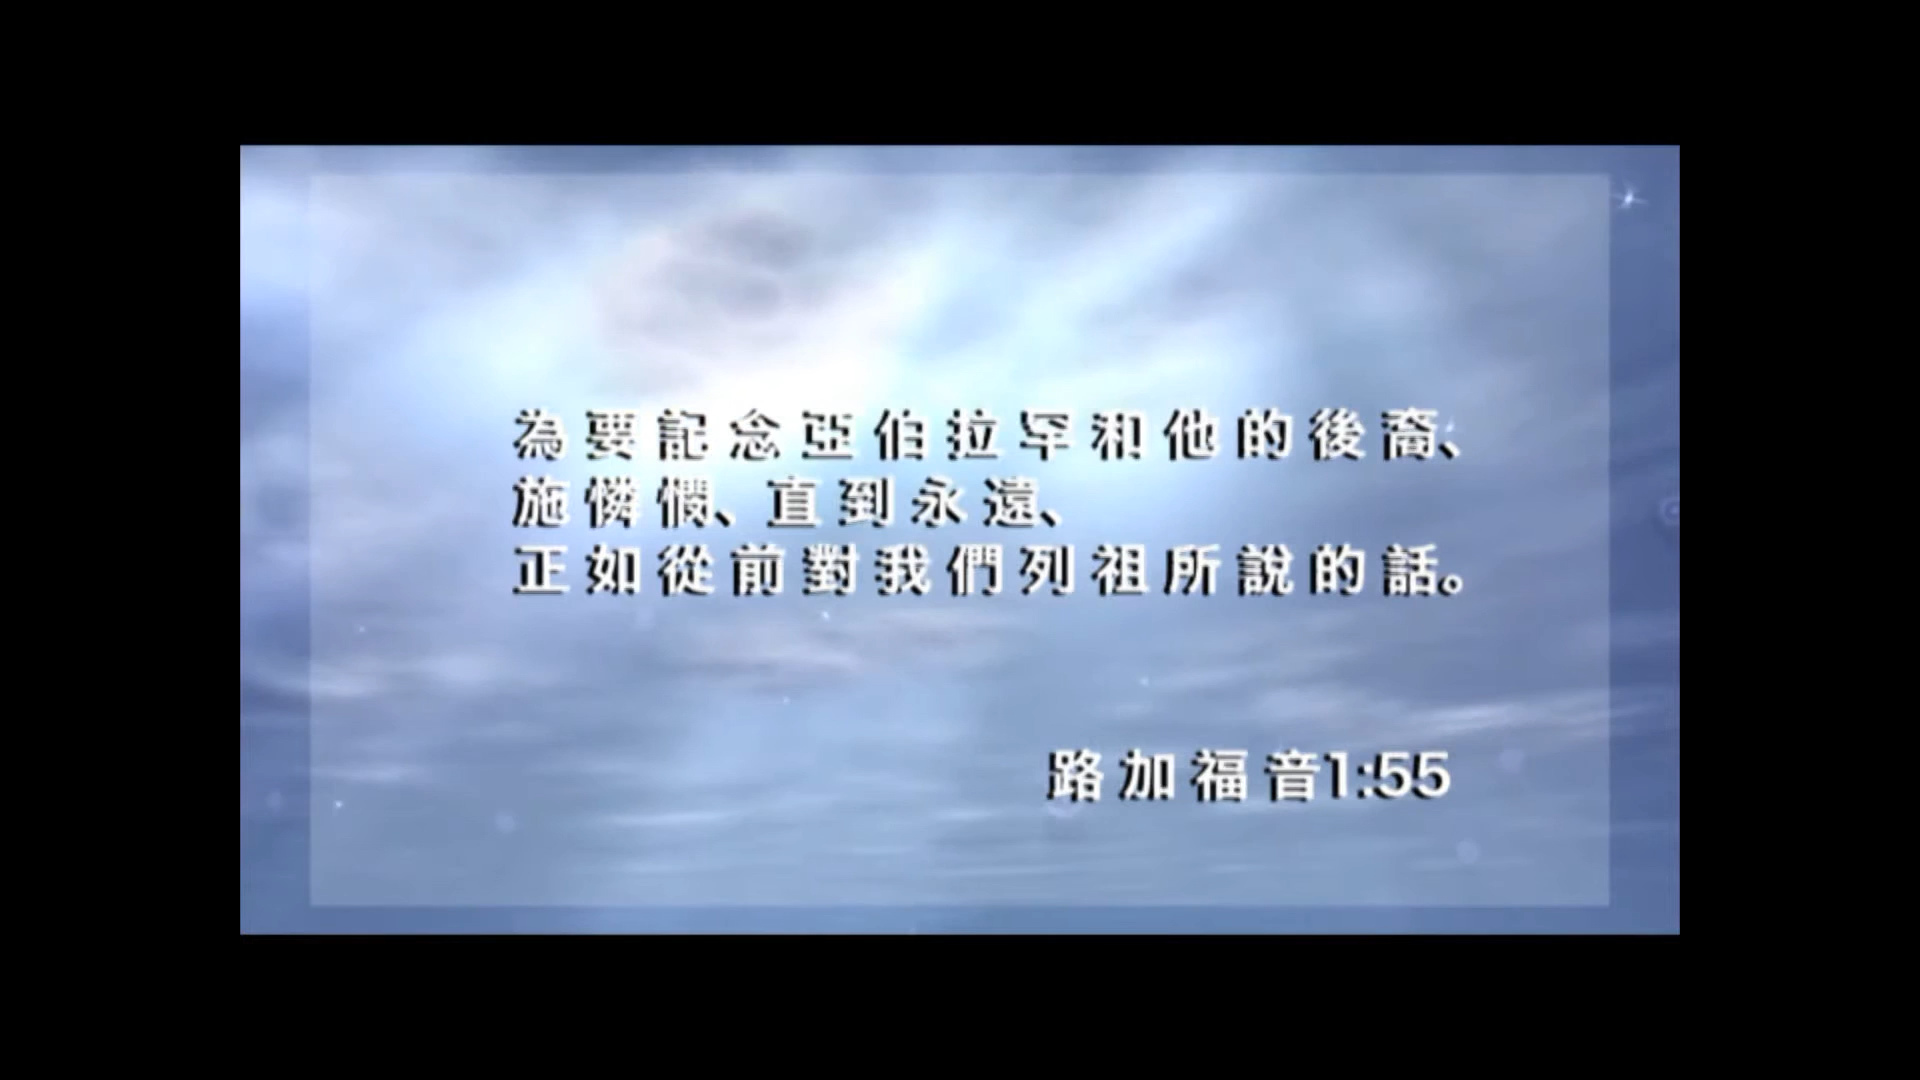 為要記念亞伯拉罕和他的後裔、
施憐憫、直到永遠、
正如從前對我們列祖所說的話。
路加福音1:55